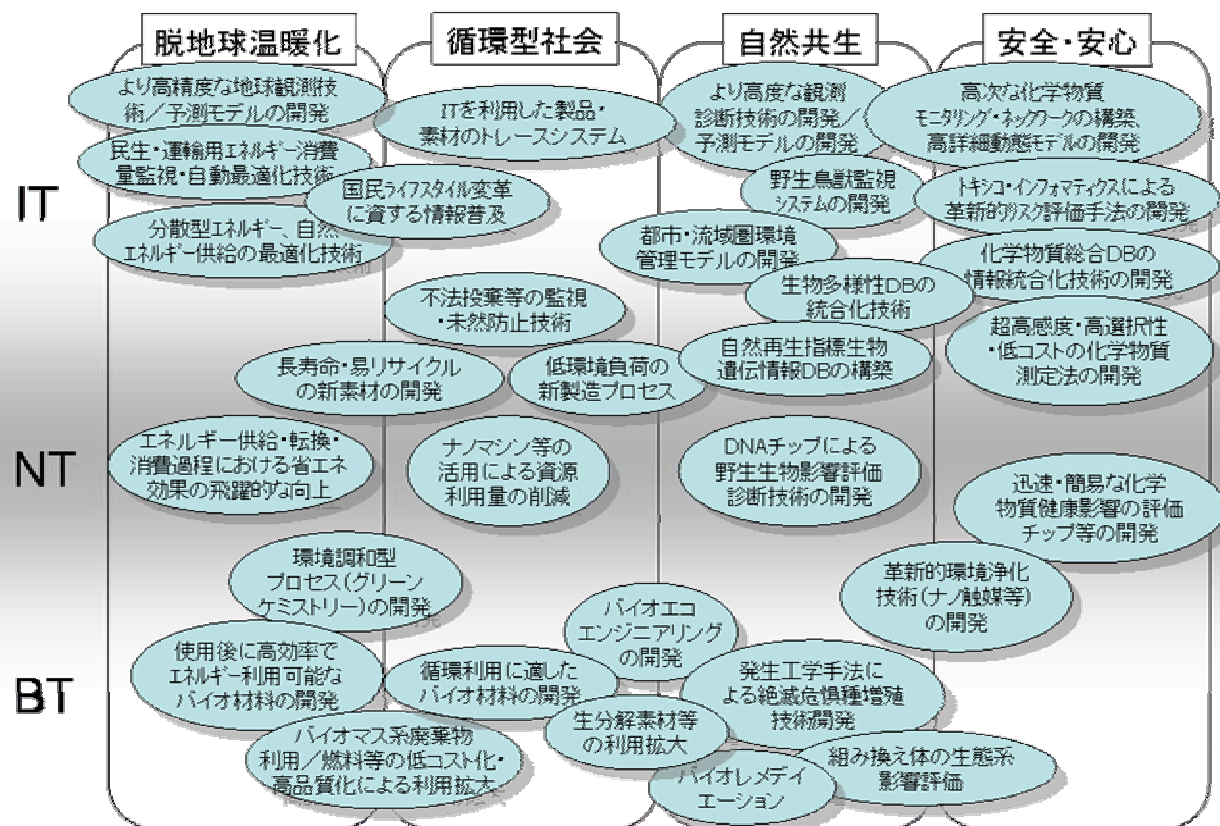 脱地球温暖化
循環型社会
自然共生
安全・安心
IT
より高精度な地球観測技
術／予測モデルの開発
民生・運輸用エネルギー消費
量監視・自動最適化技術
分散型エネルギー、自然
エネルギー供給の最適化技術
ITを利用した製品・
素材のトレースシステム
国民ライフスタイル変革
に資する情報普及
不法投棄等の監視
・未然防止技術
より高度な観測
診断技術の開発／
予測モデルの開発
野生鳥獣監視
システムの開発
都市・流域圏環境
管理モデルの開発
生物多様性DBの
統合化技術
自然再生指標生物
遺伝情報DBの構築
高次な化学物質
モニタリング・ネックワークの構築、
高詳細動態モデルの開発
トキシコ・インフォマティクスによる
革新的リスク評価手法の開発
化学物質総合DBの
情報統合化技術の開発
超高感度・高選択性
・低コストの化学物質
測定法の開発
長寿命・易リサイクル
の新素材の開発
低環境負荷の
新製造プロセス
NT
エネルギー供給・転換・
消費過程における省エネ
効果の飛躍的な向上
ナノマシン等の
活用による資源
利用量の削減
DNAチップによる
野生生物影響評価
診断技術の開発
迅速・簡易な化学
物質健康影響の評価
チップ等の開発
環境調和型
プロセス（グリーン
ケミストリー）の開発
革新的環境浄化
技術（ナノ触媒等）
の開発
BT
使用後に高効率で
エネルギー利用可能な
バイオ材料の開発
循環利用に適した
バイオ材料の開発
バイオエコ
エンジニアリング
の開発
発生工学手法に
よる絶滅危惧種増殖
技術開発
生分解素材等
の利用拡大
バイオマス系廃棄物
利用／燃料等の低コスト化・
高品質化による利用拡大
バイオレメデイ
エーション
組み換え体の生態系
影響評価